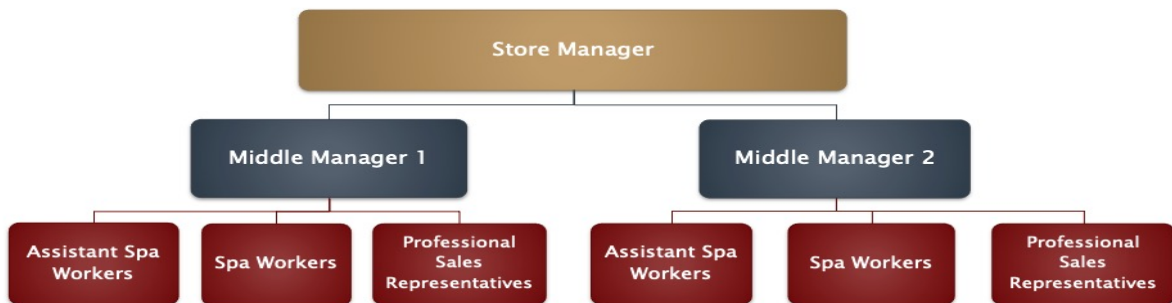 Store Manager
Middle Manager 1
Middle Manager 2
Assistant Spa
Workers
Spa Workers
Professional
Sales
Representatives
Assistant Spa
Workers
Spa Workers
Professional
Sales
Representatives